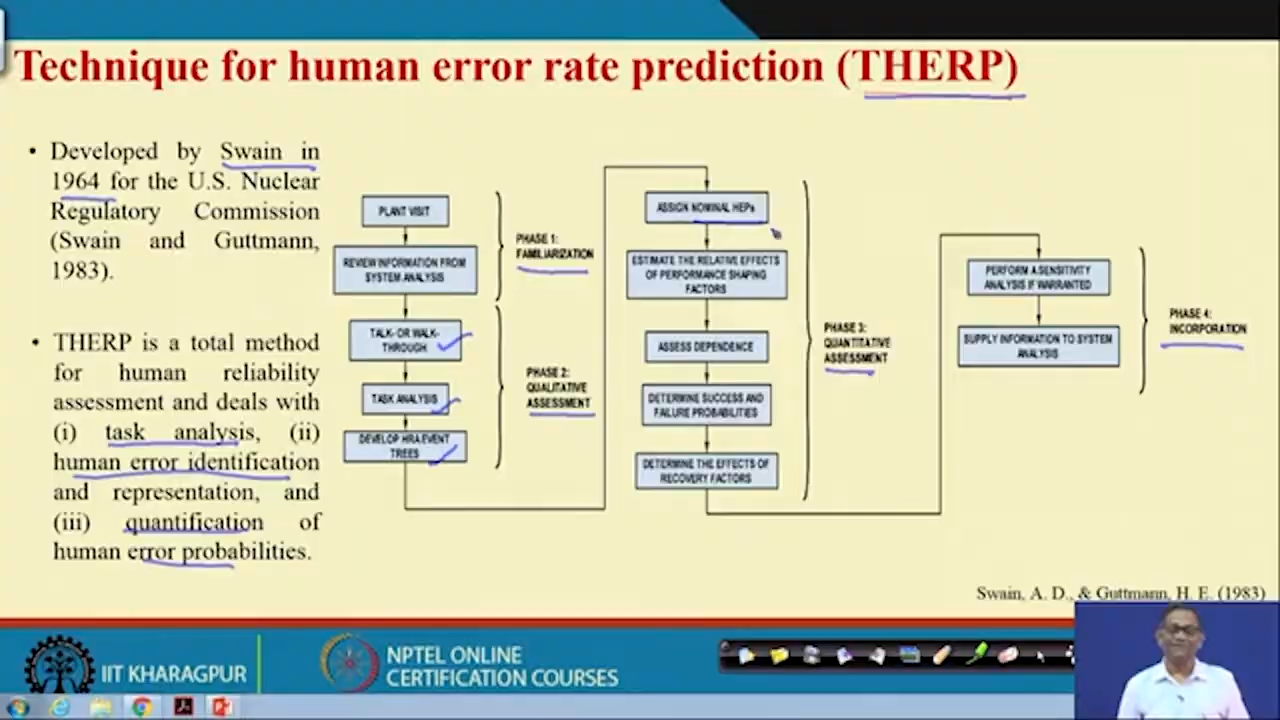 Technique for human error rate prediction (THERP)
• Developed by Swain in
1964 for the U.S. Nuclear
Regulatory Commission
(Swain and Guttmann,
1983).
• THERP is a total method
for human reliability
assessment and deals with
(i) task analysis, (ii)
human error identification
and representation, and
(iii) quantification of
human error probabilities.
PLANT VISIT
REVIEW INFORMATION FROM
SYSTEM ANALYSIS
PHASE 1:
FAMILIARIZATION
TALK- OR WALK-
THROUGH
TASK ANALYSIS
DEVELOP HRA EVENT
TREES
PHASE 2:
QUALITATIVE
ASSESSMENT
ASSIGN NOMINAL HEPs
ESTIMATE THE RELATIVE EFFECTS
OF PERFORMANCE SHAPING
FACTORS
ASSESS DEPENDENCE
DETERMINE SUCCESS AND
FAILURE PROBABILITIES
DETERMINE THE EFFECTS OF
RECOVERY FACTORS
PHASE 3:
QUANTITATIVE
ASSESSMENT
PERFORM A SENSITIVITY
ANALYSIS IF WARRANTED
SUPPLY INFORMATION TO SYSTEM
ANALYSIS
PHASE 4:
INCORPORATION
Swain, A. D., & Guttmann, H. E. (1983)
IIT KHARAGPUR
NPTEL ONLINE
CERTIFICATION COURSES